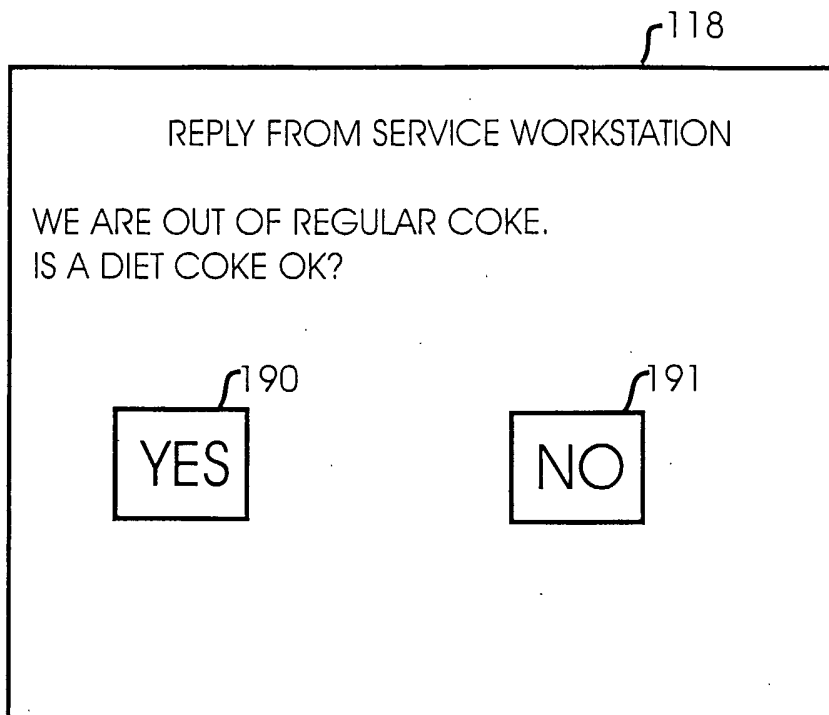 118
REPLY FROM SERVICE WORKSTATION
WE ARE OUT OF REGULAR COKE.
IS A DIET COKE OK?
190
191
YES
NO